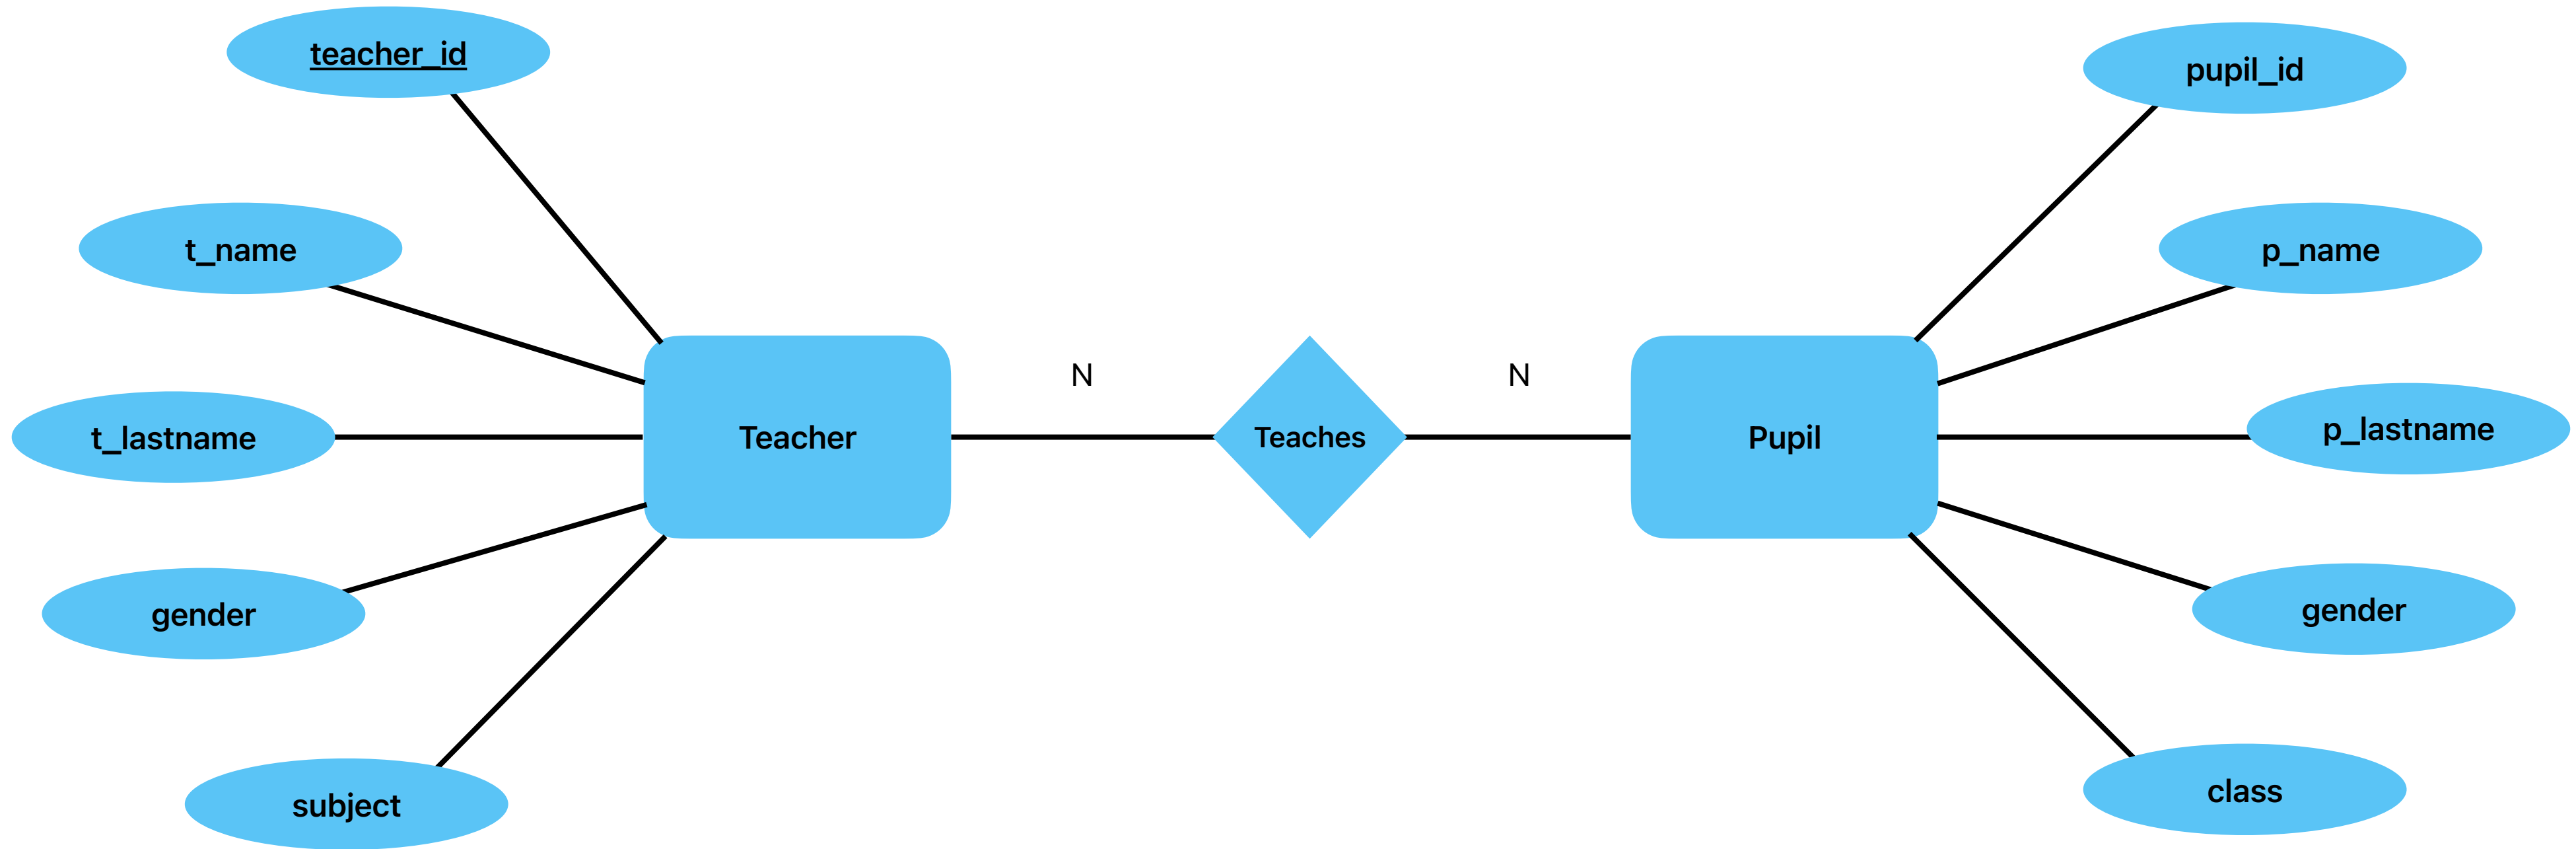 teacher_id
t_name
t_lastname
gender
subject
Teacher
N
Teaches
N
Pupil
pupil_id
p_name
p_lastname
gender
class